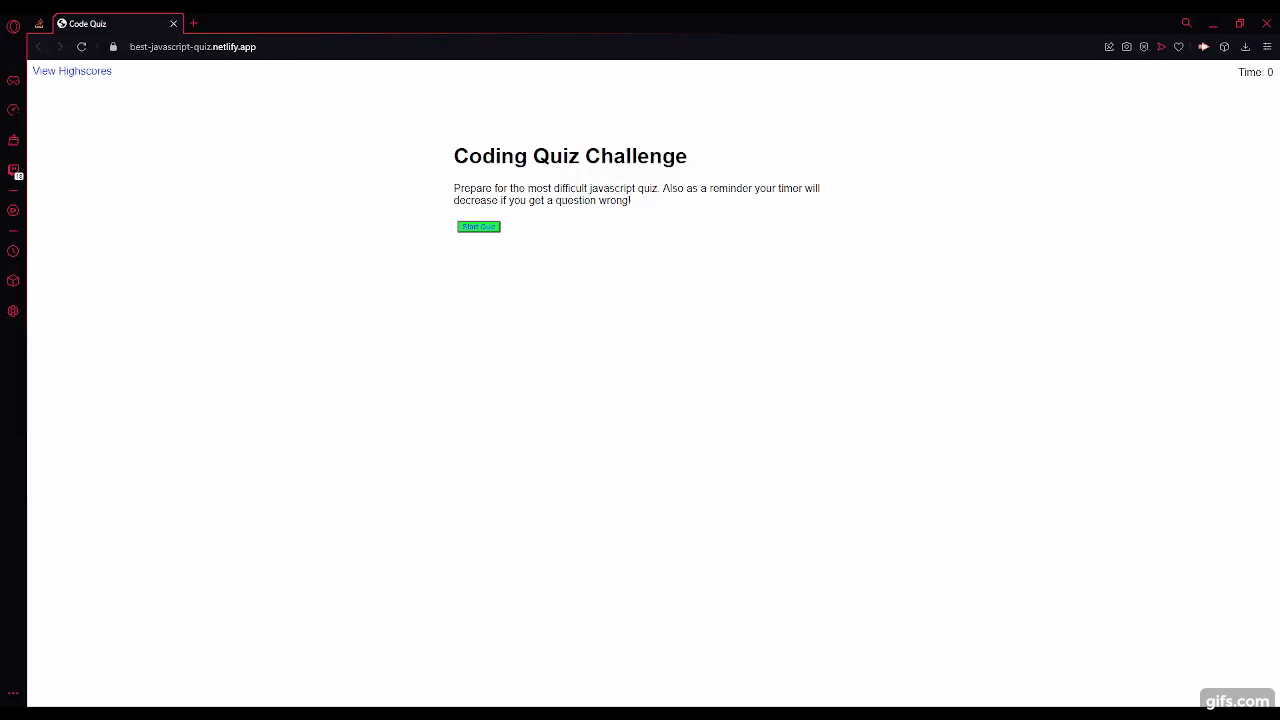 Code Quiz
best-javascript-quiz.netlify.app
View Highscores
Time: 0
Coding Quiz Challenge
Prepare for the most difficult javascript quiz. Also as a reminder your timer will
decrease if you get a question wrong!
Start Quiz
18
gifs.com